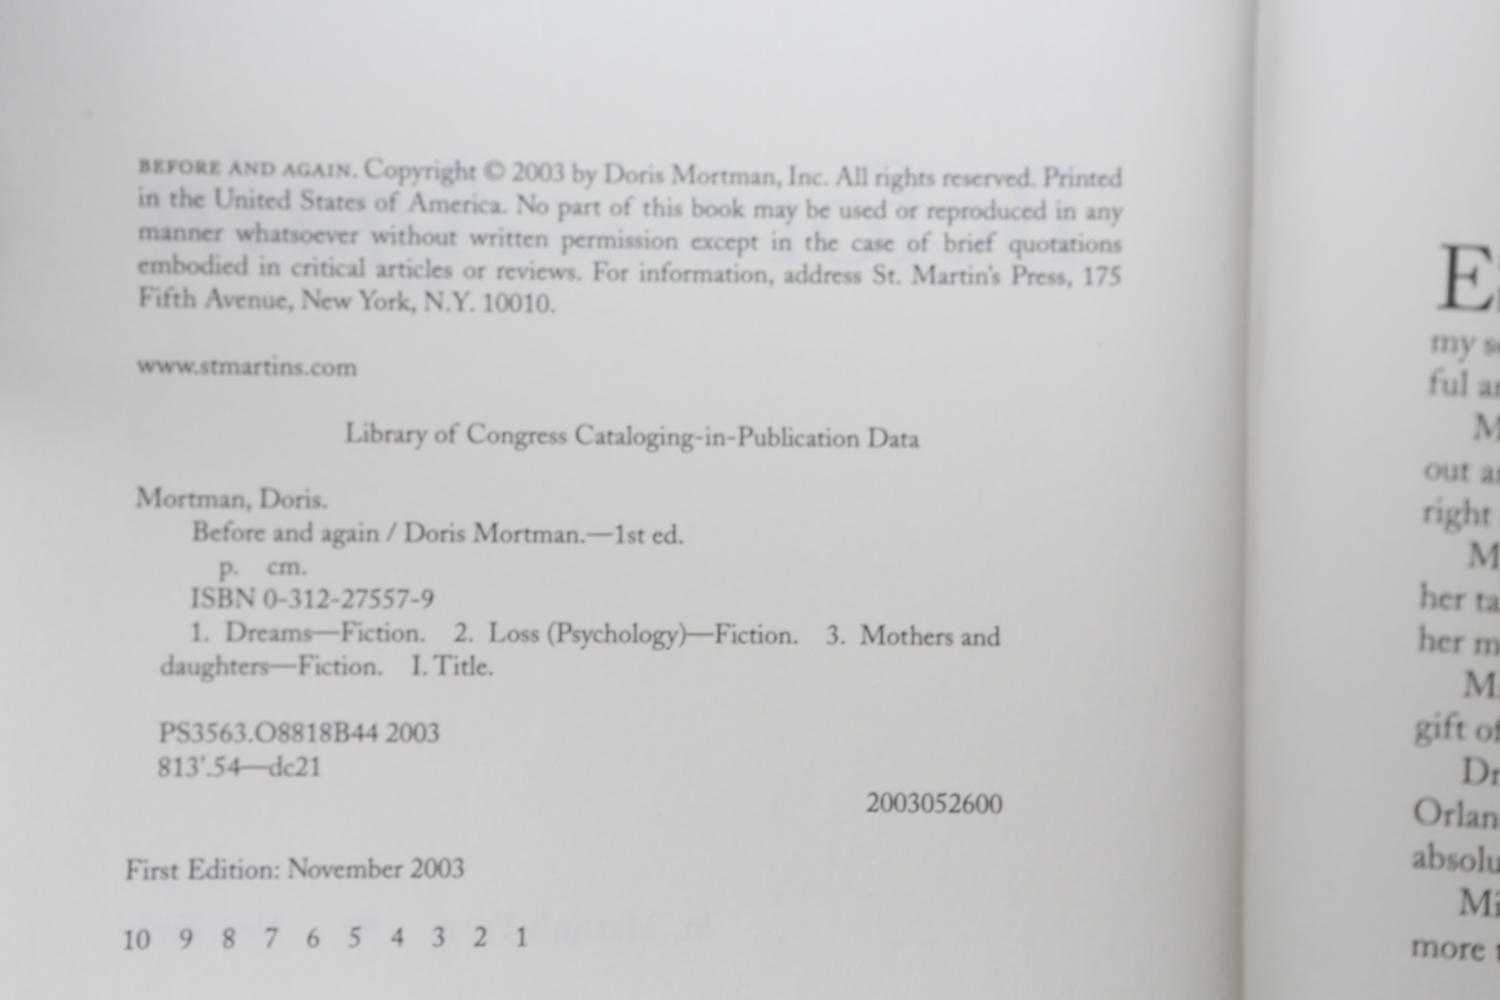 BEFORE AND AGAIN. Copyright © 2003 by Doris Mortman, Inc. All rights reserved. Printed
in the United States of America. No part of this book may be used or reproduced in any
manner whatsoever without written permission except in the case of brief quotations
embodied in critical articles or reviews. For information, address St. Martin's Press, 175
Fifth Avenue, New York, N.Y. 10010.
www.stmartins.com
Library of Congress Cataloging-in-Publication Data
Mortman, Doris.
Before and again / Doris Mortman.—1st ed.
p. cm.
ISBN 0-312-27557-9
1. Dreams—Fiction. 2. Loss (Psychology)—Fiction. 3. Mothers and
daughters—Fiction. I. Title.
PS3563.O8818B44 2003
813'.54—dc21
2003052600
First Edition: November 2003
10 9 8 7 6 5 4 3 2 1
my
ful
out
right
her
her
gift
more